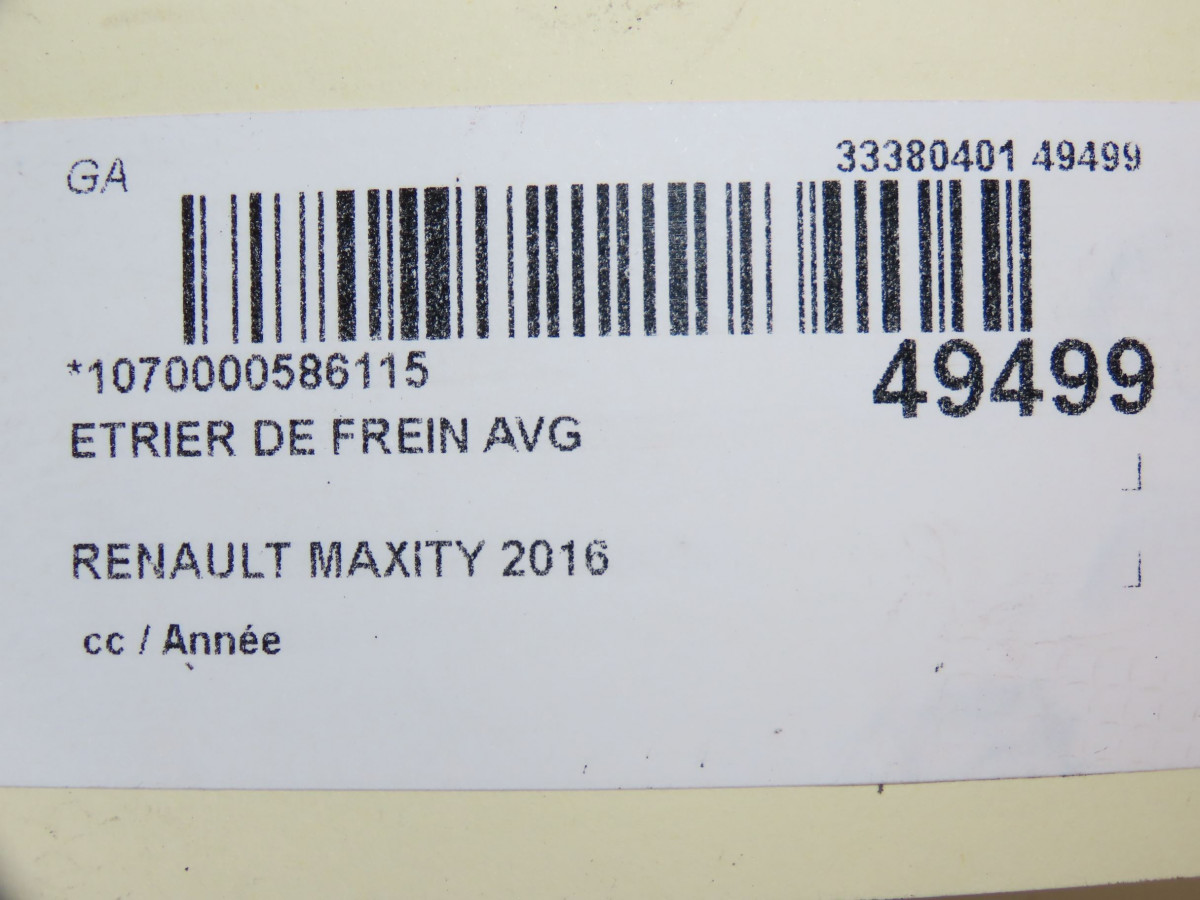 GA
33380401 49499
*1070000586115
49499
ETRIER DE FREIN AVG
RENAULT MAXITY 2016
cc / Année